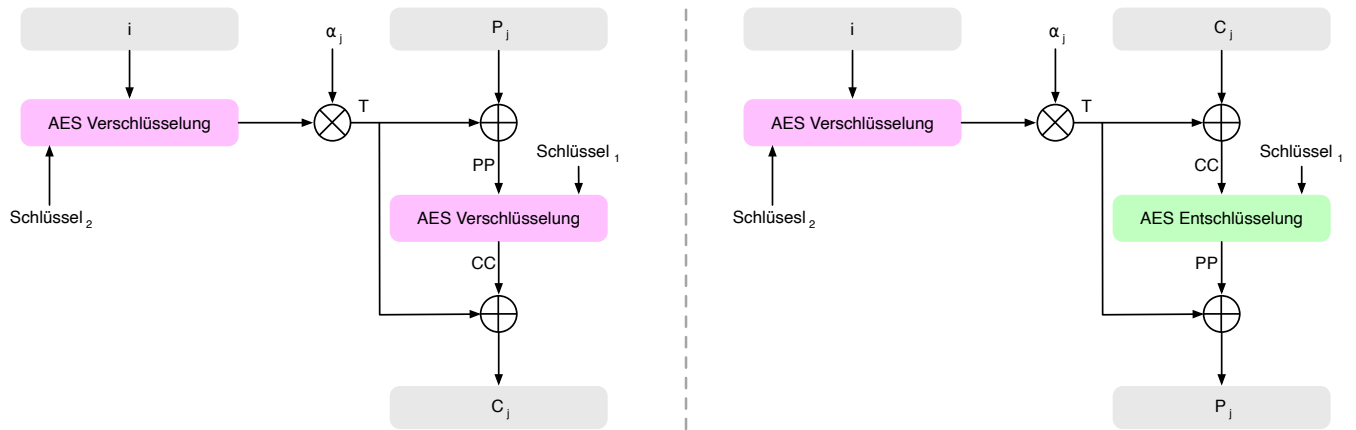 i
α j
P j
AES Verschlüsselung
T
PP
Schlüssel 1
Schlüssel 2
AES Verschlüsselung
CC
C j
i
α j
C j
AES Verschlüsselung
T
CC
Schlüssel 1
Schlüsesl 2
AES Entschlüsselung
PP
P j